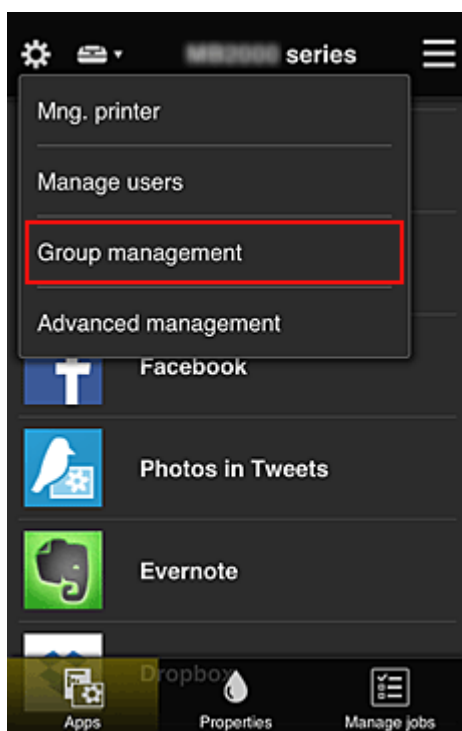 series
Mng. printer
Manage users
Group management
Advanced management
Facebook
Photos in Tweets
Evernote
Dropbox
Apps
Properties
Manage jobs